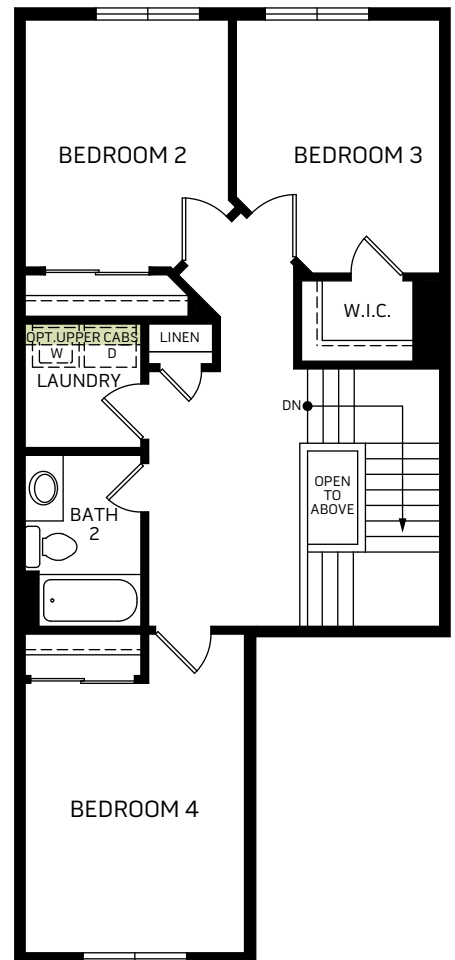 BEDROOM 2
BEDROOM 3
W.I.C.
OPT.UPPER CABS
LINEN
W
D
LAUNDRY
DN
OPEN
TO
ABOVE
BATH
2
BEDROOM 4